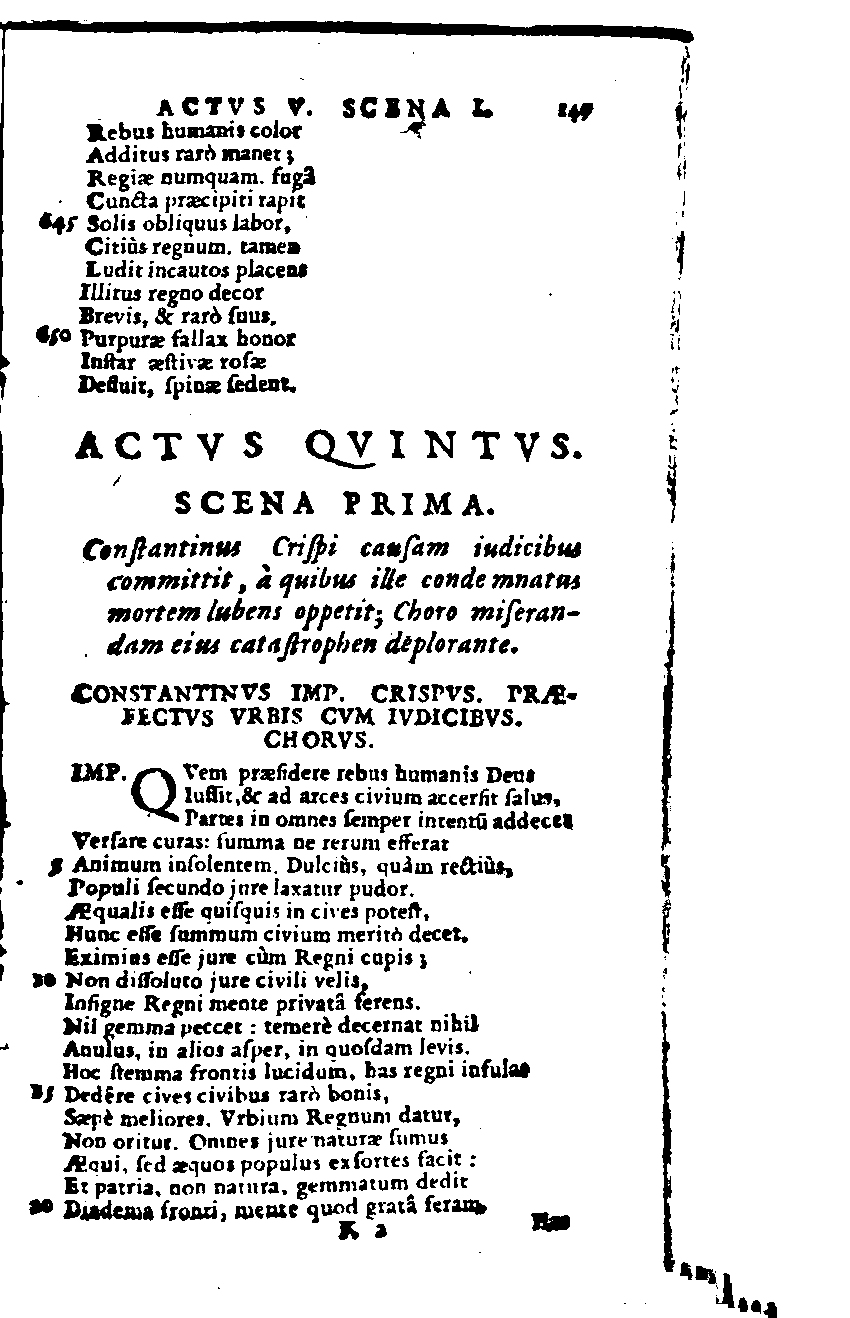 ACTVS V. SCENA I. 147
Rebus humanis color
Additus rarò manet ;
Regiæ numquam. fugâ
Cuncta præcipiti rapit
645 Solis obliquus labor,
Citiùs regnum. tamen
Ludit incautos placens
Illitus regno decor
Brevis, & rarò ſuus.
650 Purpuræ fallax honor
Inſtar æſtivæ roſæ
Defluit, ſpinæ ſedent.
ACTVS QVINTVS.
SCENA PRIMA.
Conſtantinus Criſpi cauſam iudicibus
committit, à quibus ille condemnatus
mortem lubens oppetit; Choro miſeran-
dam eius cataſtrophen deplorante.
CONSTANTINVS IMP. CRISPVS. PRÆ-
FECTVS VRBIS CVM IVDICIBVS.
CHORVS.
IMP. QVem præſidere rebus humanis Deus
Iuſſit, & ad arces civium accerſit ſalus,
Partes in omnes ſemper intentũ addecet
Verſare curas: ſumma ne rerum efferat
5 Animum inſolentem. Dulciùs, quàm rectiùs,
Populi ſecundo jure laxatur pudor.
Æqualis eſſe quiſquis in cives poteſt,
Hunc eſſe ſummum civium meritò decet.
Eximius eſſe jure cùm Regni cupis ;
10 Non diſſoluto jure civili velis,
Inſigne Regni mente privatâ ferens.
Nil gemma peccet : temerè decernat nihil
Anulus, in alios aſper, in quoſdam levis.
Hoc ſtemma frontis lucidum, has regni inſulas
15 Dedêre cives civibus rarò bonis,
Sæpè meliores. Vrbium Regnum datur,
Non oritur. Omnes jure naturæ ſumus
Æqui, ſed æquos populus exſortes facit :
Et patria, non natura, gemmatum dedit
20 Diadema fronti, mente quod gratâ feram,
K 2